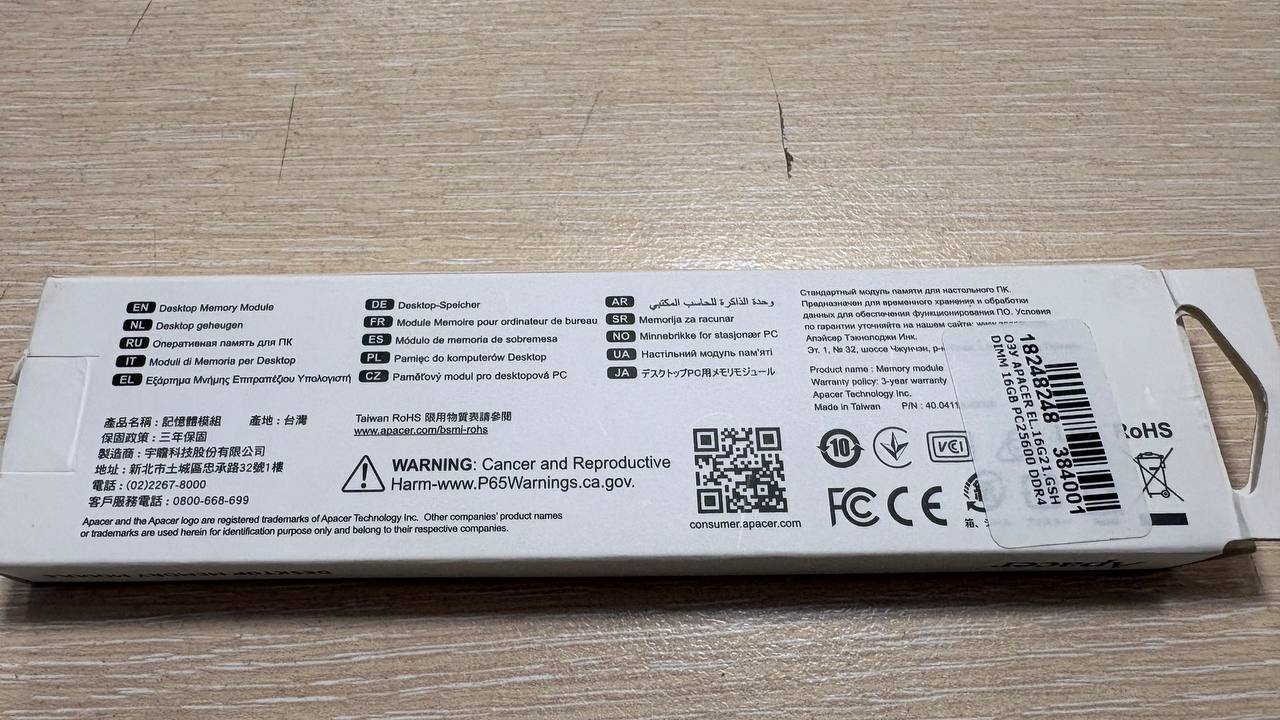 EN Desktop Memory Module
NL Desktop geheugen
RU Оперативная память для ПК
IT Moduli di Memoria per Desktop
EL Εξάρτημα Μνήμης Επιτραπέζιου Υπολογιστή
DE Desktop-Speicher
FR Module Memoire pour ordinateur de bureau
ES Módulo de memoria de sobremesa
PL Pamięc do komputerów Desktop
CZ Paměťový modul pro desktopová PC
AR وحدة الذاكرة للحاسب المكتبي
SR Memorija za racunar
NO Minnebrikke for stasjonær PC
UA Настільний модуль пам'яті
JA デスクトップPC用メモリモジュール
Стандартный модуль памяти для настольного ПК.
Предназначен для временного хранения и обработки
данных для обеспечения функционирования ПО. Условия
по гарантии уточняйте на нашем сайте:
Апэйсер Тэкнолоджи Инк.
Эт. 1, № 32, шоссе Чжунчэн, р-н
Product name : Memory module
Warranty policy: 3-year warranty
Apacer Technology Inc.
Made in Taiwan P/N : 40.0411
產品名稱 : 記憶體模組 產地 : 台灣
保固政策 : 三年保固
製造商 : 宇瞻科技股份有限公司
地址 : 新北市土城區忠承路32號1樓
電話 : (02)2267-8000
客戶服務電話 : 0800-668-699
Taiwan RoHS 限用物質表請參閱
www.apacer.com/bsmi-rohs
WARNING: Cancer and Reproductive
Harm-www.P65Warnings.ca.gov.
Apacer and the Apacer logo are registered trademarks of Apacer Technology Inc. Other companies' product names
or trademarks are used herein for identification purpose only and belong to their respective companies.
consumer.apacer.com
10
VCI
FC CE
箱、
RoHS
18248248 384001
ОЗУ APACER EL.16G21.GSH
DIMM 16GB PC25600 DDR4
DESKTOP MEMORY MODULE
Apacer